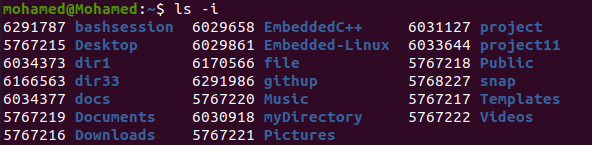 mohamed@Mohamed:~$ ls -i
6291787 bashsession 6029658 EmbeddedC++ 6031127 project
5767215 Desktop 6029861 Embedded-Linux 6033644 project11
6034373 dir1 6170566 file 5767218 Public
6166563 dir33 6291986 githup 5768227 snap
6034377 docs 5767220 Music 5767217 Templates
5767219 Documents 6030918 myDirectory 5767222 Videos
5767216 Downloads 5767221 Pictures